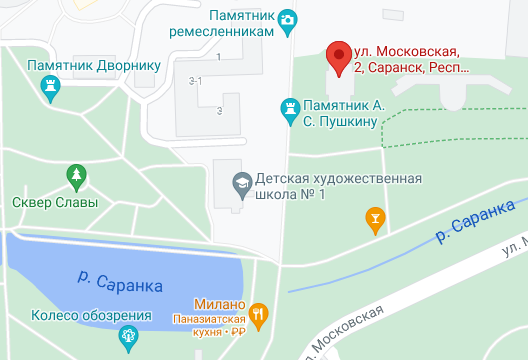 Памятник
ремесленникам
ул. Московская,
2, Саранск, Респ...
Памятник Дворнику
1
3-1
3
Памятник А.
С. Пушкину
Детская художественная
школа № 1
Сквер Славы
р. Саранка
ул. М
р. Саранка
Милано
Паназиатская
кухня • ₽₽
Колесо обозрения
л. Московская